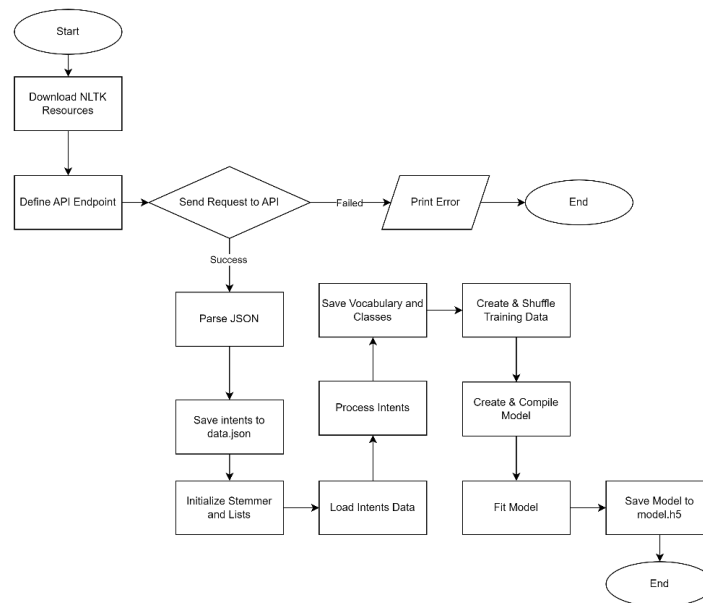 Start
Download NLTK
Resources
Define API Endpoint
Send Request to API
Failed
Print Error
End
Success
Parse JSON
Save intents to
data.json
Initialize Stemmer
and Lists
Load Intents Data
Process Intents
Save Vocabulary and
Classes
Create & Shuffle
Training Data
Create & Compile
Model
Fit Model
Save Model to
model.h5
End